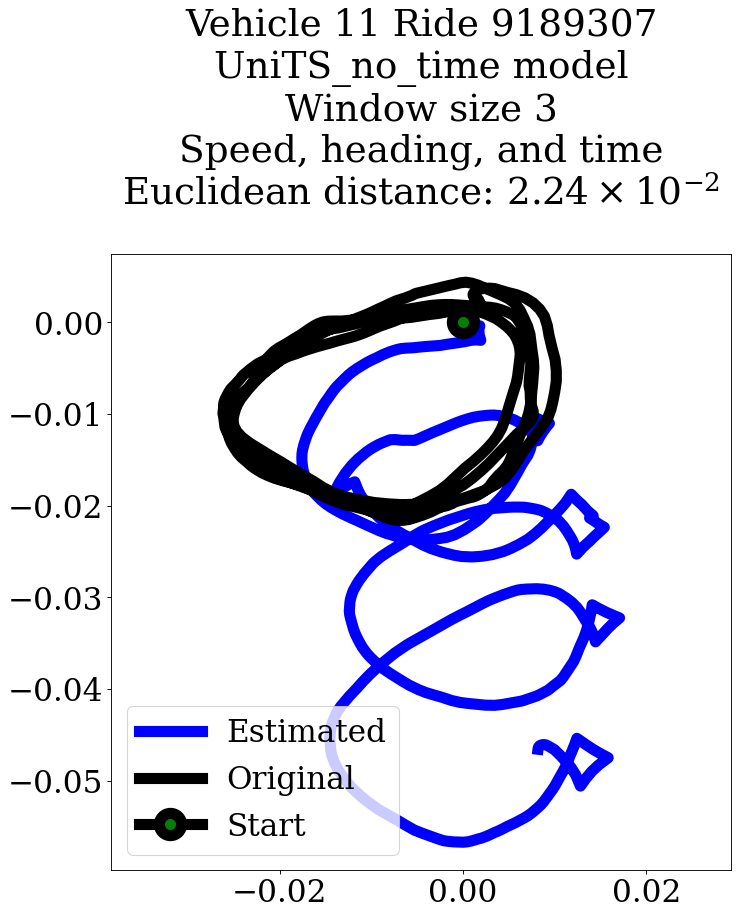 Vehicle 11 Ride 9189307
UniTS_no_time model
Window size 3
Speed, heading, and time
Euclidean distance: 2.24 × 10⁻²
0.00
−0.01
−0.02
−0.03
−0.04
−0.05
Estimated
Original
Start
−0.02 0.00 0.02